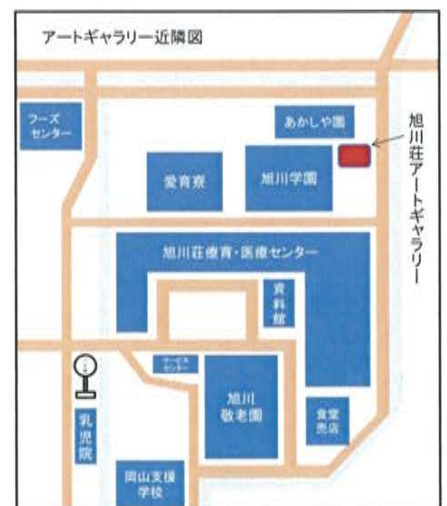 アートギャラリー近隣図
フーズ
センター
あかしや園
旭川荘アートギャラリー
愛育寮
旭川学園
旭川荘療育・医療センター
資料館
サービス
センター
旭川
敬老園
食堂
売店
乳児院
岡山支援
学校